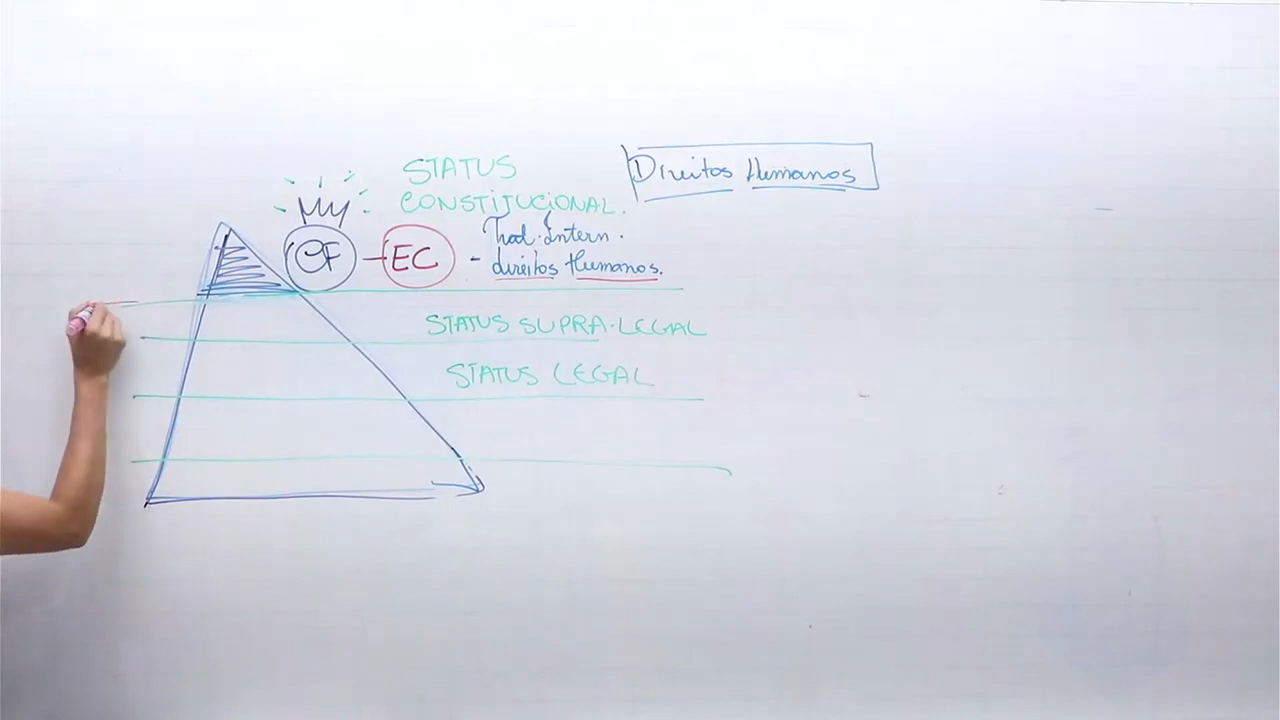 STATUS
CONSTITUCIONAL.
Direitos Humanos
CF - EC - Trat. Intern.
direitos Humanos.
STATUS SUPRA-LEGAL
STATUS LEGAL